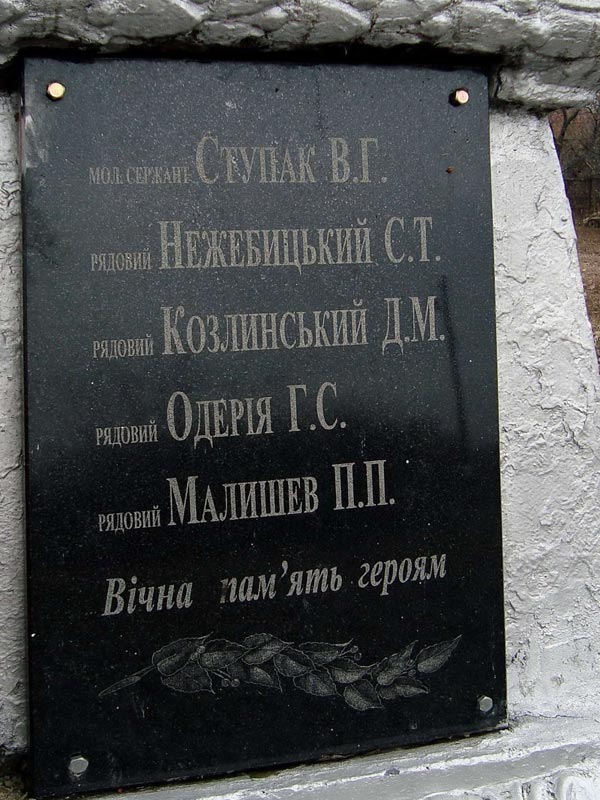 мол. сержант Ступак В.Г.
рядовий Нежебицький С.Т.
рядовий Козлинський Д.М.
рядовий Одерія Г.С.
рядовий Малишев П.П.
Вічна пам'ять героям